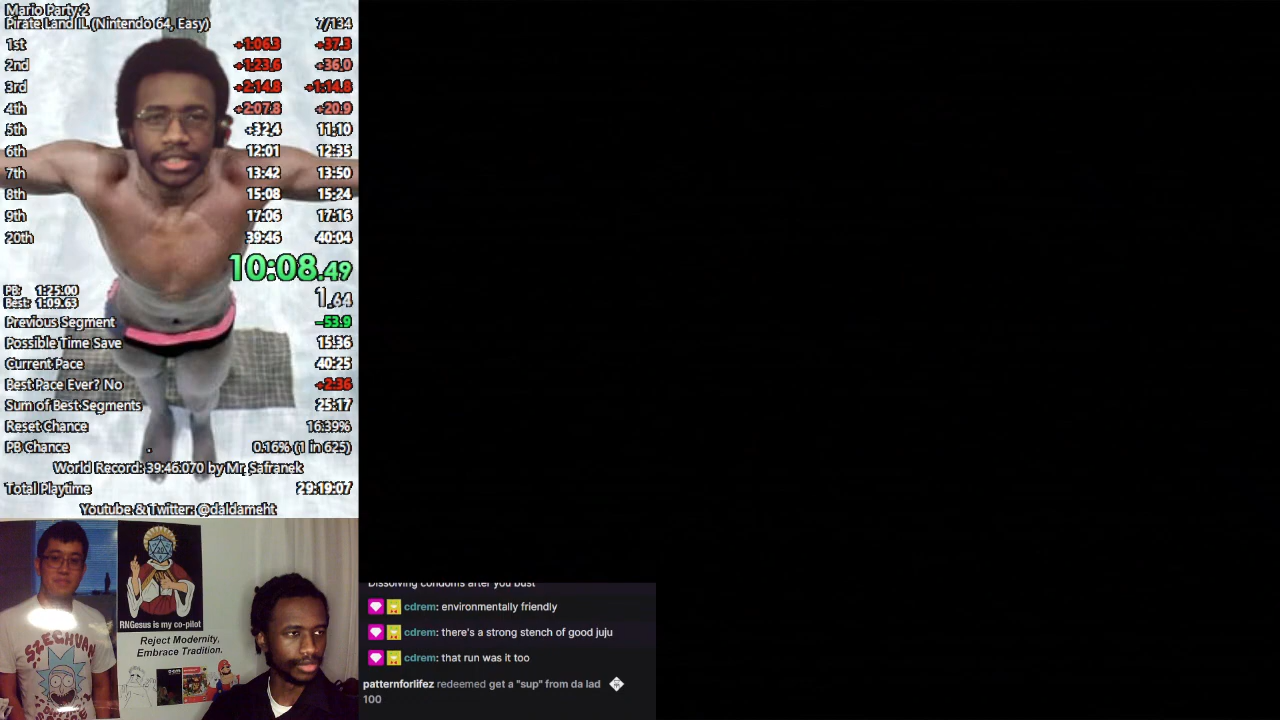 Mario Party 2
Pirate Land IL (Nintendo 64, Easy) 7/134
1st +1:06.3 +37.3
2nd +1:23.6 +36.0
3rd +2:14.8 +1:14.8
4th +2:07.8 +20.9
5th +32.4 11:10
6th 12:01 12:35
7th 13:42 13:50
8th 15:08 15:24
9th 17:06 17:16
20th 39:46 40:04
10:08.49
PB: 1:25.00
Best: 1:09.63
1.64
Previous Segment -53.9
Possible Time Save 15.36
Current Pace 40:25
Best Pace Ever? No +2:36
Sum of Best Segments 25:17
Reset Chance 16.39%
PB Chance 0.16% (1 in 625)
World Record: 39:46.070 by Mr_Safranek
Total Playtime 29:19:07
Youtube & Twitter: @daldameht
RNGesus is my co-pilot
Reject Modernity,
Embrace Tradition.
SZECHUAN
Dissolving condoms after you bust
cdrem: environmentally friendly
cdrem: there's a strong stench of good juju
cdrem: that run was it too
patternforlifez redeemed get a "sup" from da lad
100